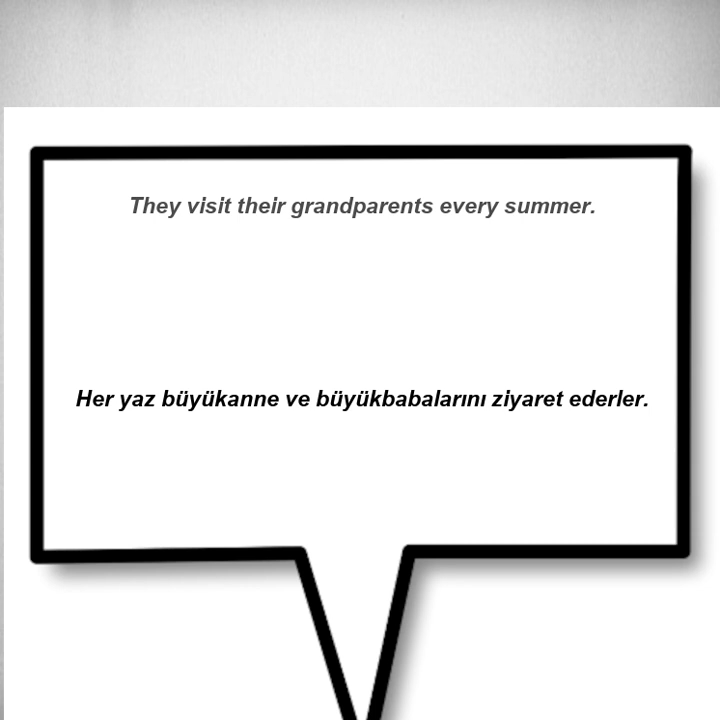 They visit their grandparents every summer.
Her yaz büyükanne ve büyükbabalarını ziyaret ederler.